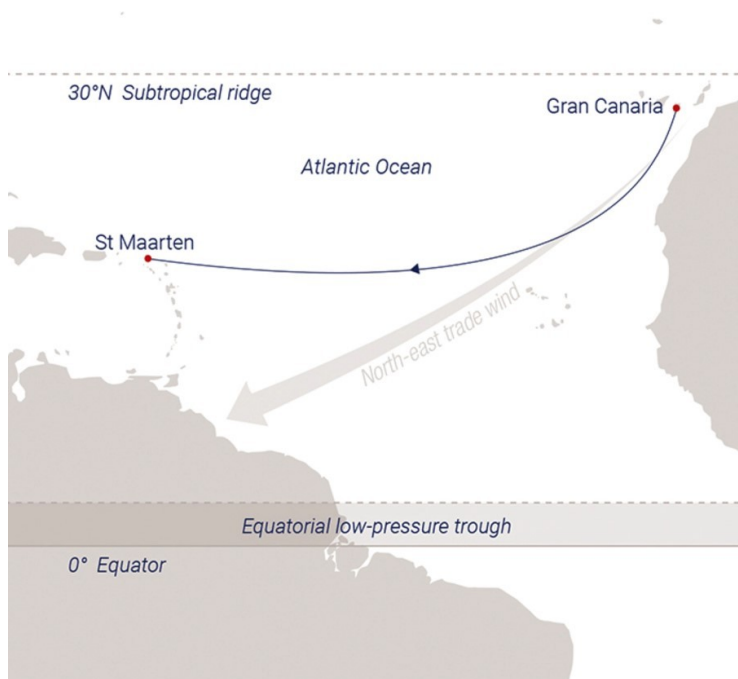 30°N Subtropical ridge
Gran Canaria
Atlantic Ocean
St Maarten
North-east trade wind
Equatorial low-pressure trough
0° Equator